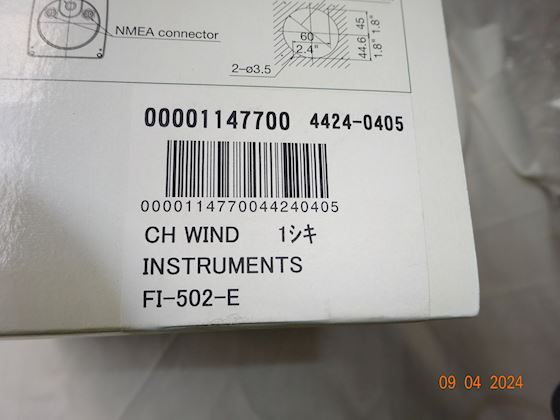 NMEA connector
60
2.4"
2-ø3.5
44.6 45
1.8" 1.8"
00001147700 4424-0405
0000114770044240405
CH WIND 1シキ
INSTRUMENTS
FI-502-E
09 04 2024